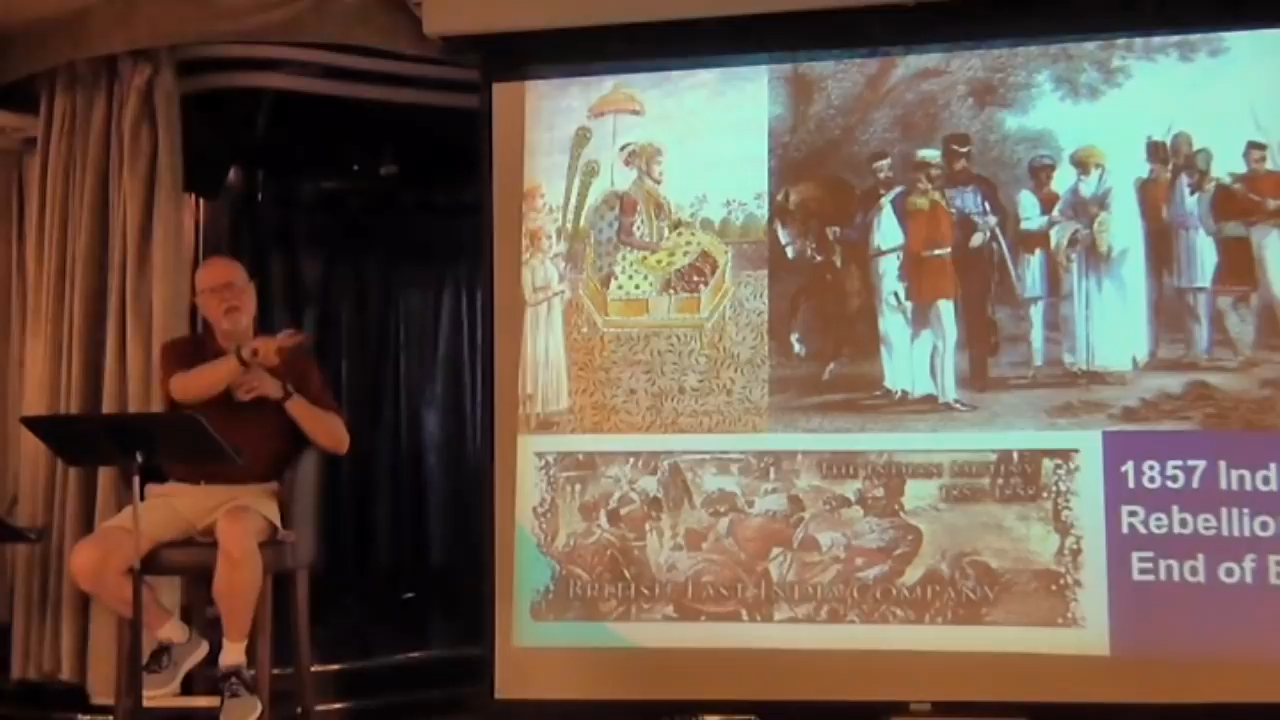 THE INDIAN MUTINY
1857-1858
BRITISH EAST INDIA COMPANY
1857 Ind
Rebellio
End of E